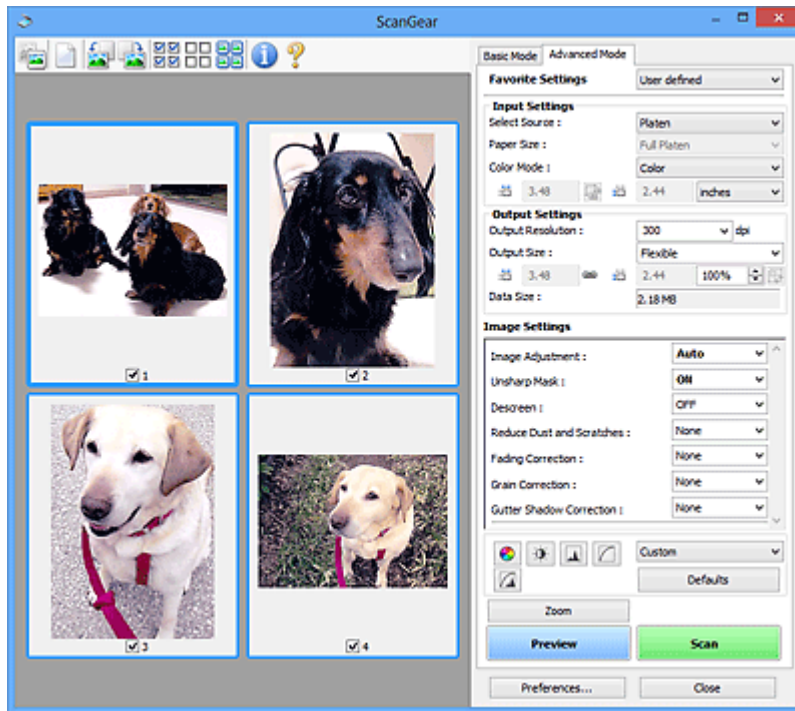 ScanGear
Basic Mode Advanced Mode
Favorite Settings User defined
Input Settings
Select Source : Platen
Paper Size : Full Platen
Color Mode : Color
3.48 2.44 inches
Output Settings
Output Resolution : 300 dpi
Output Size : Flexible
3.48 2.44 100%
Data Size : 2.18 MB
Image Settings
Image Adjustment : Auto
Unsharp Mask : ON
Descreen : OFF
Reduce Dust and Scratches : None
Fading Correction : None
Grain Correction : None
Gutter Shadow Correction : None
Custom
Defaults
Zoom
Preview Scan
Preferences... Close
1
2
3
4